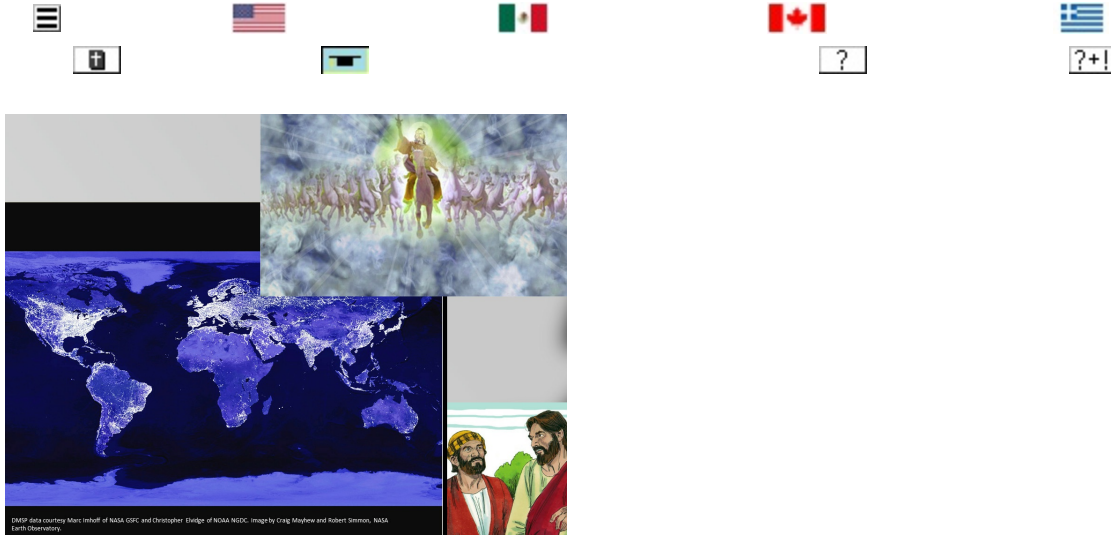 ?
?+!
DMSP data courtesy Marc Imhoff of NASA GSFC and Christopher Elvidge of NOAA NGDC. Image by Craig Mayhew and Robert Simmon, NASA
Earth Observatory.